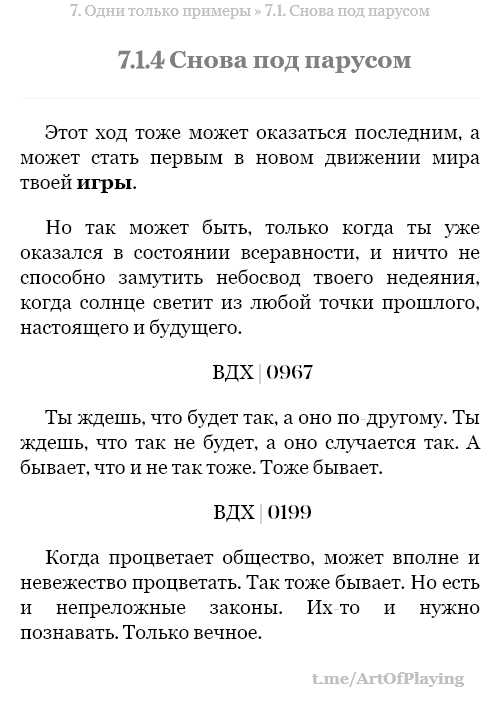 7. Одни только примеры » 7.1. Снова под парусом
7.1.4 Снова под парусом
Этот ход тоже может оказаться последним, а
может стать первым в новом движении мира
твоей игры.
Но так может быть, только когда ты уже
оказался в состоянии всеравности, и ничто не
способно замутить небосвод твоего недеяния,
когда солнце светит из любой точки прошлого,
настоящего и будущего.
ВДХ | 0967
Ты ждешь, что будет так, а оно по-другому. Ты
ждешь, что так не будет, а оно случается так. А
бывает, что и не так тоже. Тоже бывает.
ВДХ | 0199
Когда процветает общество, может вполне и
невежество процветать. Так тоже бывает. Но есть
и непреложные законы. Их-то и нужно
познавать. Только вечное.
t.me/ArtOfPlaying